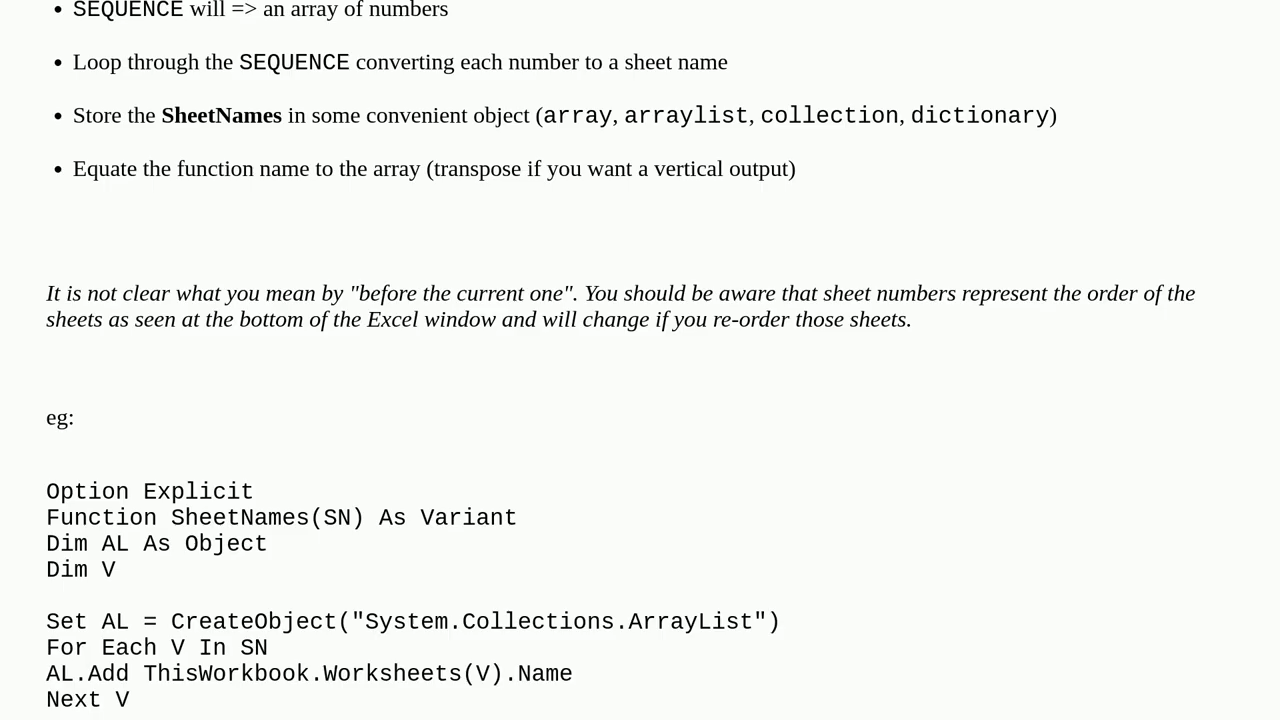 • SEQUENCE will => an array of numbers
• Loop through the SEQUENCE converting each number to a sheet name
• Store the SheetNames in some convenient object (array, arraylist, collection, dictionary)
• Equate the function name to the array (transpose if you want a vertical output)
It is not clear what you mean by "before the current one". You should be aware that sheet numbers represent the order of the
sheets as seen at the bottom of the Excel window and will change if you re-order those sheets.
eg:
Option Explicit
Function SheetNames(SN) As Variant
Dim AL As Object
Dim V
Set AL = CreateObject("System.Collections.ArrayList")
For Each V In SN
AL.Add ThisWorkbook.Worksheets(V).Name
Next V